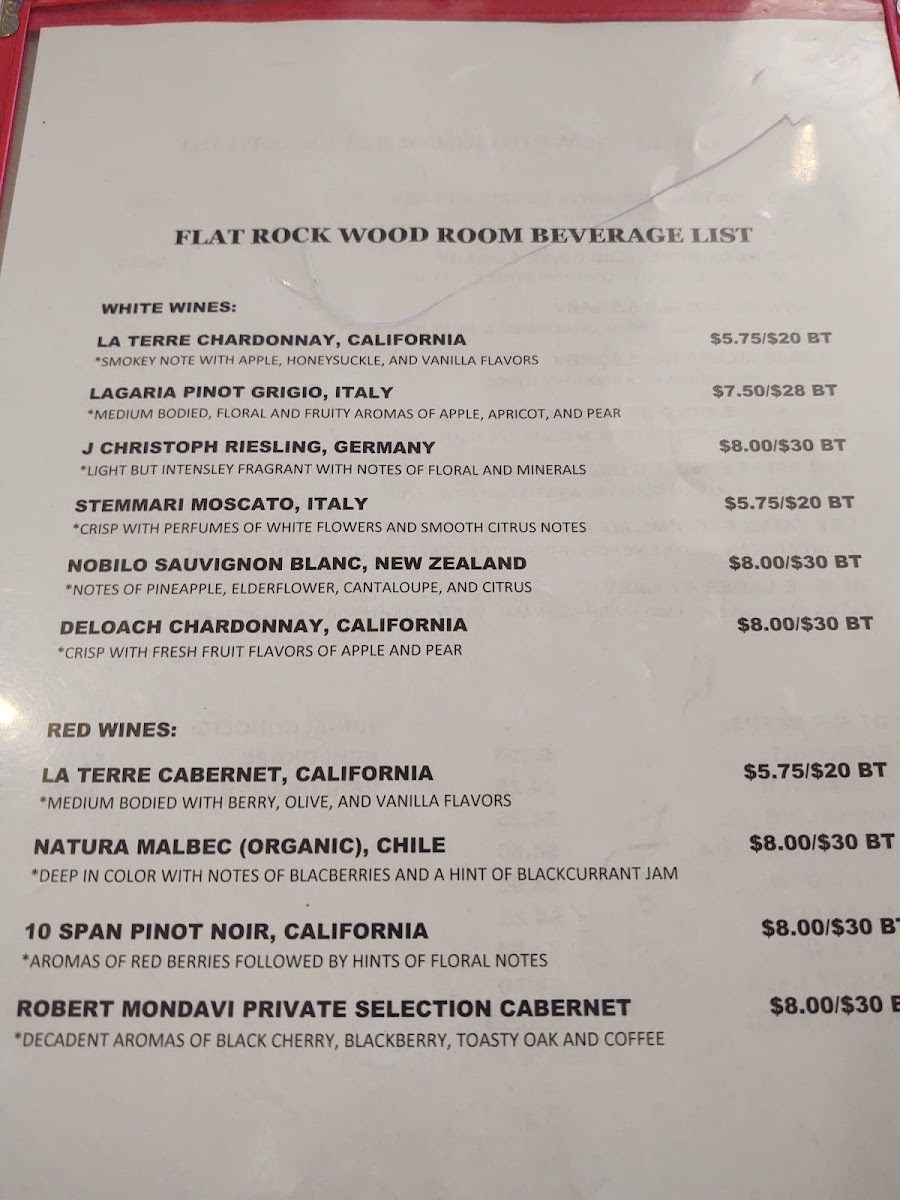 FLAT ROCK WOOD ROOM BEVERAGE LIST
WHITE WINES:
LA TERRE CHARDONNAY, CALIFORNIA $5.75/$20 BT
*SMOKEY NOTE WITH APPLE, HONEYSUCKLE, AND VANILLA FLAVORS
LAGARIA PINOT GRIGIO, ITALY $7.50/$28 BT
*MEDIUM BODIED, FLORAL AND FRUITY AROMAS OF APPLE, APRICOT, AND PEAR
J CHRISTOPH RIESLING, GERMANY $8.00/$30 BT
*LIGHT BUT INTENSLEY FRAGRANT WITH NOTES OF FLORAL AND MINERALS
STEMMARI MOSCATO, ITALY $5.75/$20 BT
*CRISP WITH PERFUMES OF WHITE FLOWERS AND SMOOTH CITRUS NOTES
NOBILO SAUVIGNON BLANC, NEW ZEALAND $8.00/$30 BT
*NOTES OF PINEAPPLE, ELDERFLOWER, CANTALOUPE, AND CITRUS
DELOACH CHARDONNAY, CALIFORNIA $8.00/$30 BT
*CRISP WITH FRESH FRUIT FLAVORS OF APPLE AND PEAR
RED WINES:
LA TERRE CABERNET, CALIFORNIA $5.75/$20 BT
*MEDIUM BODIED WITH BERRY, OLIVE, AND VANILLA FLAVORS
NATURA MALBEC (ORGANIC), CHILE $8.00/$30 BT
*DEEP IN COLOR WITH NOTES OF BLACBERRIES AND A HINT OF BLACKCURRANT JAM
10 SPAN PINOT NOIR, CALIFORNIA $8.00/$30 BT
*AROMAS OF RED BERRIES FOLLOWED BY HINTS OF FLORAL NOTES
ROBERT MONDAVI PRIVATE SELECTION CABERNET $8.00/$30 B
*DECADENT AROMAS OF BLACK CHERRY, BLACKBERRY, TOASTY OAK AND COFFEE